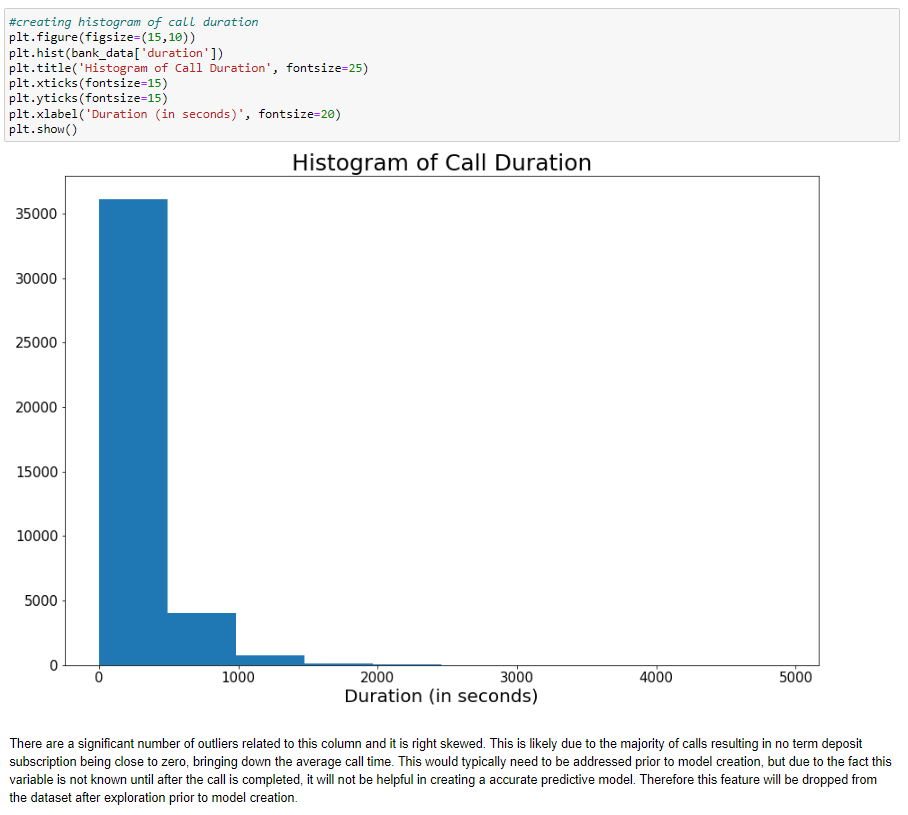 #creating histogram of call duration
plt.figure(figsize=(15,10))
plt.hist(bank_data['duration'])
plt.title('Histogram of Call Duration', fontsize=25)
plt.xticks(fontsize=15)
plt.yticks(fontsize=15)
plt.xlabel('Duration (in seconds)', fontsize=20)
plt.show()
Histogram of Call Duration
35000
30000
25000
20000
15000
10000
5000
0
0 1000 2000 3000 4000 5000
Duration (in seconds)
There are a significant number of outliers related to this column and it is right skewed. This is likely due to the majority of calls resulting in no term deposit
subscription being close to zero, bringing down the average call time. This would typically need to be addressed prior to model creation, but due to the fact this
variable is not known until after the call is completed, it will not be helpful in creating a accurate predictive model. Therefore this feature will be dropped from
the dataset after exploration prior to model creation.